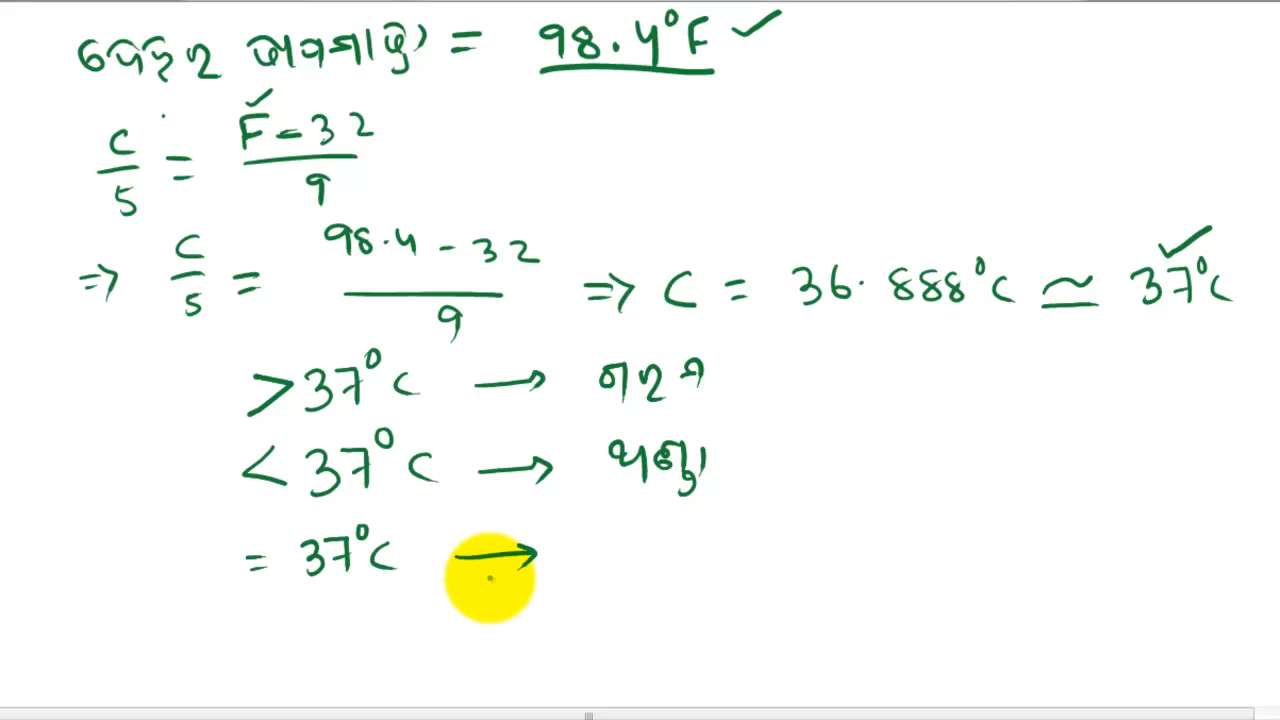 ଦେହର ତାପମାତ୍ରା = 98.4°F ✓
C/5 = F - 32/9
=> C/5 = 98.4 - 32/9 => C = 36.888°C ≃ 37°C
> 37°C → ଗରମ
< 37°C → ଥଣ୍ଡା
= 37°C →